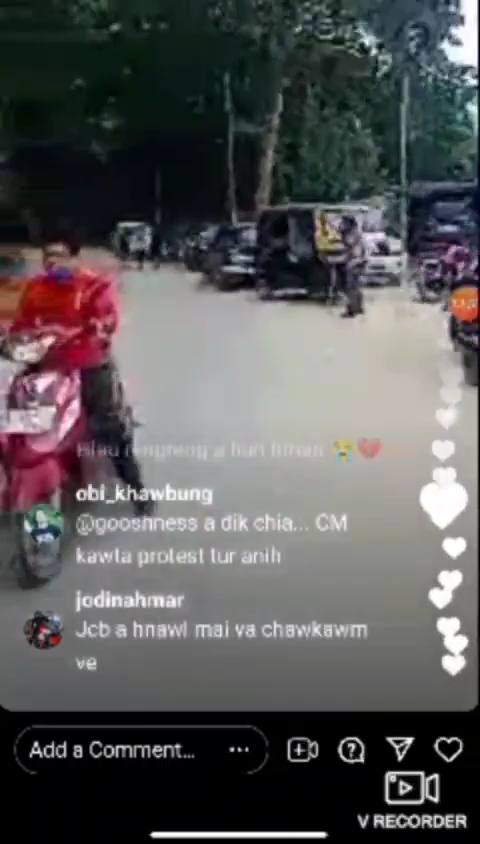 obi_khawbung
@gooshness a dik chia... CM
kawta protest tur anih
jodinahmar
Jcb a hnawl mai va chawkawm
ve
Add a Comment...
V RECORDER